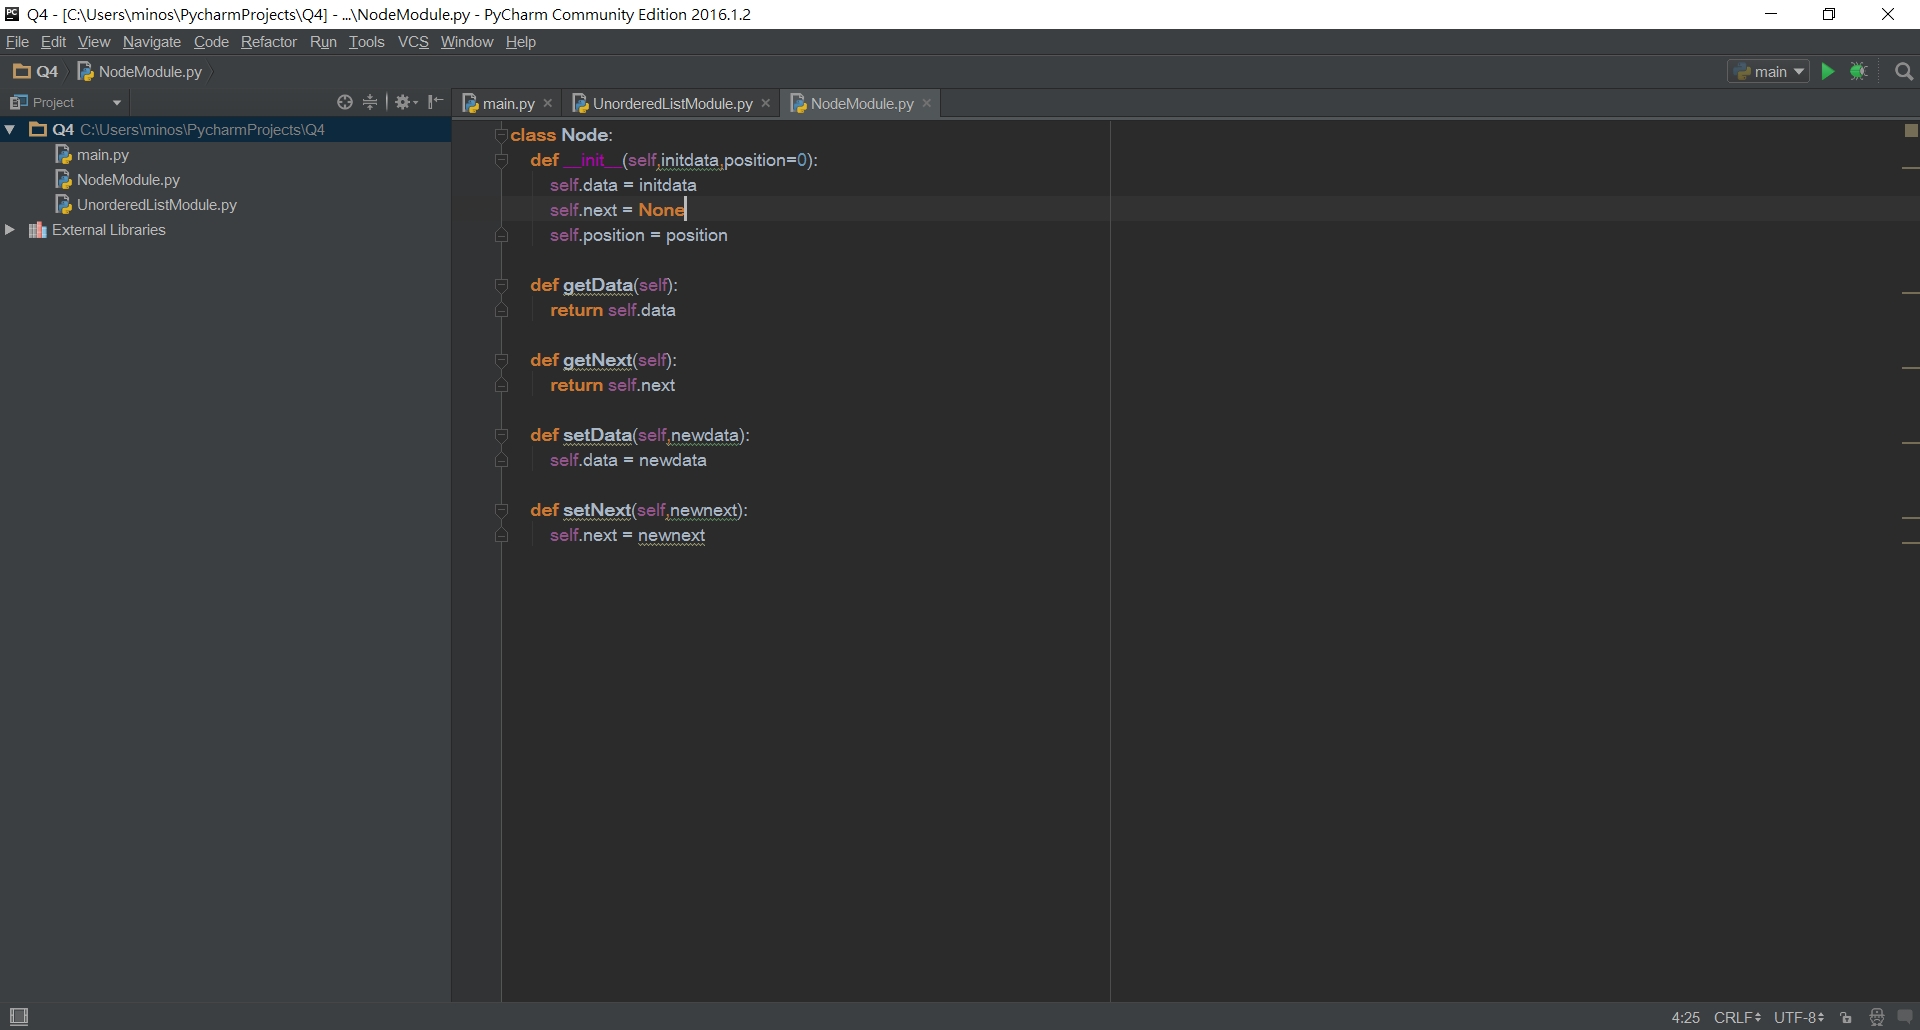 PC Q4 - [C:\Users\minos\PycharmProjects\Q4] - ...\NodeModule.py - PyCharm Community Edition 2016.1.2
File Edit View Navigate Code Refactor Run Tools VCS Window Help
Q4 NodeModule.py main
Project main.py UnorderedListModule.py NodeModule.py
Q4 C:\Users\minos\PycharmProjects\Q4
main.py
NodeModule.py
UnorderedListModule.py
External Libraries
class Node:
def __init__(self,initdata,position=0):
self.data = initdata
self.next = None
self.position = position
def getData(self):
return self.data
def getNext(self):
return self.next
def setData(self,newdata):
self.data = newdata
def setNext(self,newnext):
self.next = newnext
4:25 CRLF UTF-8